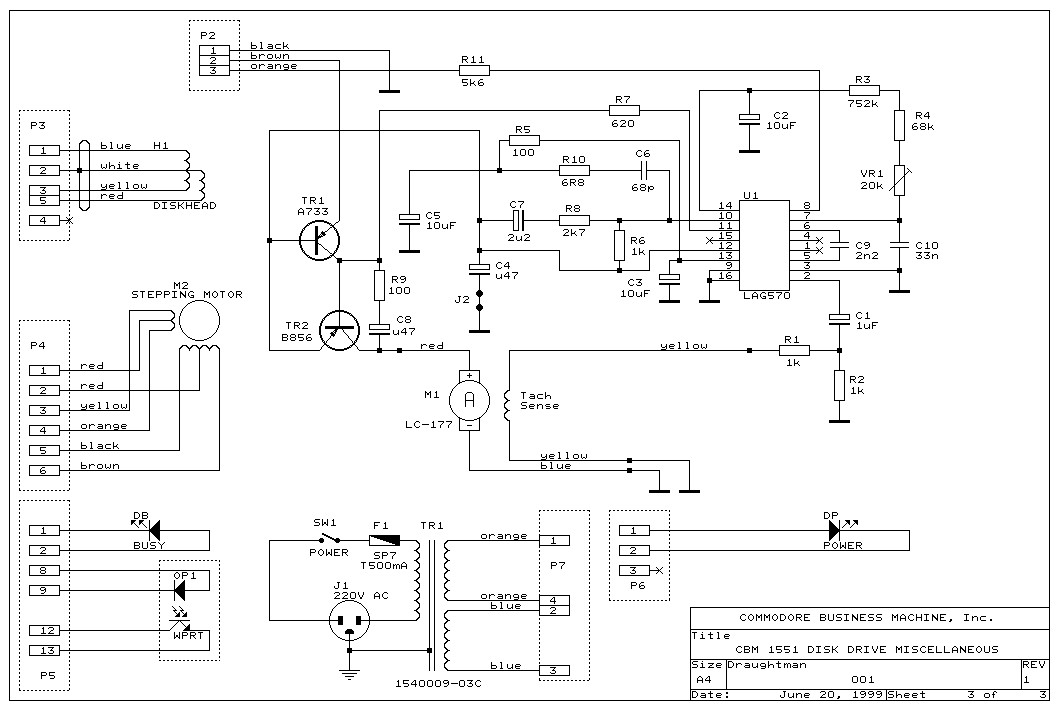 P2
1 black
2 brown
3 orange
R11
5k6
R3
752k
R7
620
C2
10uF
R4
68k
P3
1 blue H1
2 white
3 yellow
5 red
DISKHEAD
4
R5
100
R10
6R8
C6
68p
VR1
20k
TR1
A733
C5
10uF
C7
2u2
R8
2k7
R6
1k
U1
14 8
10 7
11 6
15 4
12 1
13 5
9 3
16 2
LAG570
C9
2n2
C10
33n
C3
10uF
C4
u47
J2
R9
100
C8
u47
TR2
B856
C1
1uF
M2
STEPPING MOTOR
P4
1 red
2 red
3 yellow
4 orange
5 black
6 brown
red
yellow
R1
1k
R2
1k
M1
+
A
-
LC-177
Tach
Sense
yellow
blue
DB
1
2
BUSY
8
OP1
9
12
WPRT
13
P5
SW1
POWER
F1
SP7
T500mA
TR1
J1
220V AC
1540009-03C
orange
1
P7
orange
4
blue
2
blue
3
1
2
3
P6
DP
POWER
COMMODORE BUSINESS MACHINE, Inc.
Title
CBM 1551 DISK DRIVE MISCELLANEOUS
Size Draughtman REV
A4 001 1
Date: June 20, 1999 Sheet 3 of 3